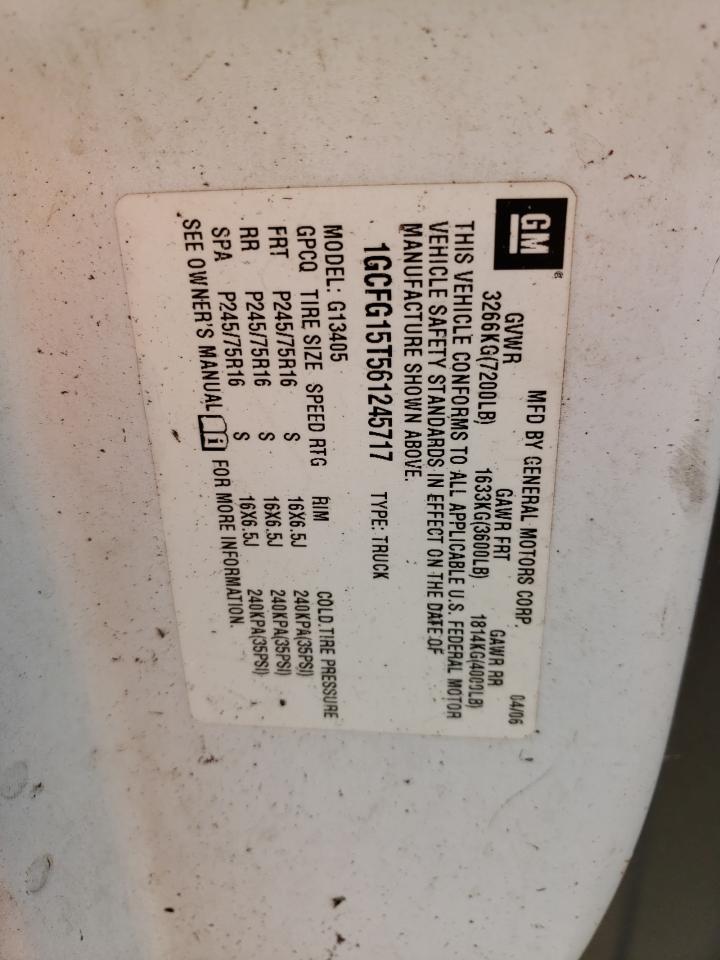 GM
MFD BY GENERAL MOTORS CORP. 04/06
GVWR GAWR FRT GAWR RR
3266KG(7200LB) 1633KG(3600LB) 1814KG(4000LB)
THIS VEHICLE CONFORMS TO ALL APPLICABLE U.S. FEDERAL MOTOR
VEHICLE SAFETY STANDARDS IN EFFECT ON THE DATE OF
MANUFACTURE SHOWN ABOVE.
1GCFG15T561245717 TYPE: TRUCK
MODEL: G13405
GPCQ TIRE SIZE SPEED RTG RIM COLD TIRE PRESSURE
FRT P245/75R16 S 16X6.5J 240KPA(35PSI)
RR P245/75R16 S 16X6.5J 240KPA(35PSI)
SPA P245/75R16 S 16X6.5J 240KPA(35PSI)
SEE OWNER'S MANUAL i FOR MORE INFORMATION.